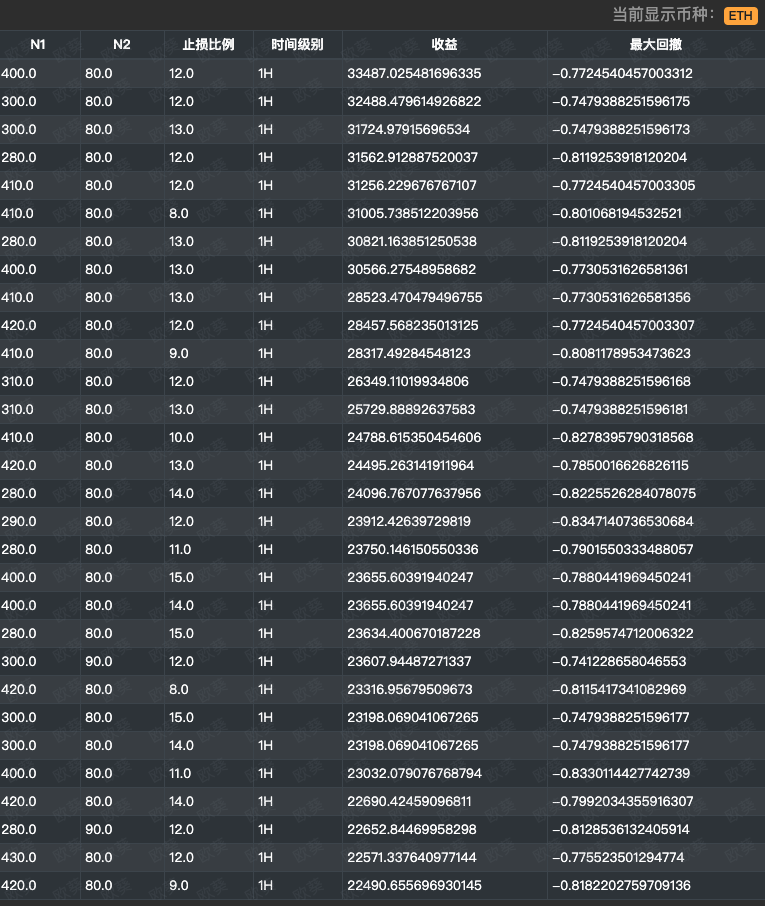 当前显示币种： ETH
N1 N2 止损比例 时间级别 收益 最大回撤
400.0 80.0 12.0 1H 33487.025481696335 −0.7724540457003312
300.0 80.0 12.0 1H 32488.479614926822 −0.7479388251596175
300.0 80.0 13.0 1H 31724.97915696534 −0.7479388251596173
280.0 80.0 12.0 1H 31562.912887520037 −0.8119253918120204
410.0 80.0 12.0 1H 31256.229676767107 −0.7724540457003305
410.0 80.0 8.0 1H 31005.738512203956 −0.801068194532521
280.0 80.0 13.0 1H 30821.163851250538 −0.8119253918120204
400.0 80.0 13.0 1H 30566.27548958682 −0.7730531626581361
410.0 80.0 13.0 1H 28523.470479496755 −0.7730531626581356
420.0 80.0 12.0 1H 28457.568235013125 −0.7724540457003307
410.0 80.0 9.0 1H 28317.49284548123 −0.8081178953473623
310.0 80.0 12.0 1H 26349.11019934806 −0.7479388251596168
310.0 80.0 13.0 1H 25729.88892637583 −0.7479388251596181
410.0 80.0 10.0 1H 24788.615350454606 −0.8278395790318568
420.0 80.0 13.0 1H 24495.263141911964 −0.7850016626826115
280.0 80.0 14.0 1H 24096.767077637956 −0.8225526284078075
290.0 80.0 12.0 1H 23912.42639729819 −0.8347140736530684
280.0 80.0 11.0 1H 23750.146150550336 −0.7901550333488057
400.0 80.0 15.0 1H 23655.60391940247 −0.7880441969450241
400.0 80.0 14.0 1H 23655.60391940247 −0.7880441969450241
280.0 80.0 15.0 1H 23634.400670187228 −0.8259574712006322
300.0 90.0 12.0 1H 23607.94487271337 −0.741228658046553
420.0 80.0 8.0 1H 23316.95679509673 −0.8115417341082969
300.0 80.0 15.0 1H 23198.069041067265 −0.7479388251596177
300.0 80.0 14.0 1H 23198.069041067265 −0.7479388251596177
400.0 80.0 11.0 1H 23032.079076768794 −0.8330114427742739
420.0 80.0 14.0 1H 22690.42459096811 −0.7992034355916307
280.0 90.0 12.0 1H 22652.84469958298 −0.8128536132405914
430.0 80.0 12.0 1H 22571.337640977144 −0.775523501294774
420.0 80.0 9.0 1H 22490.655696930145 −0.8182202759709136